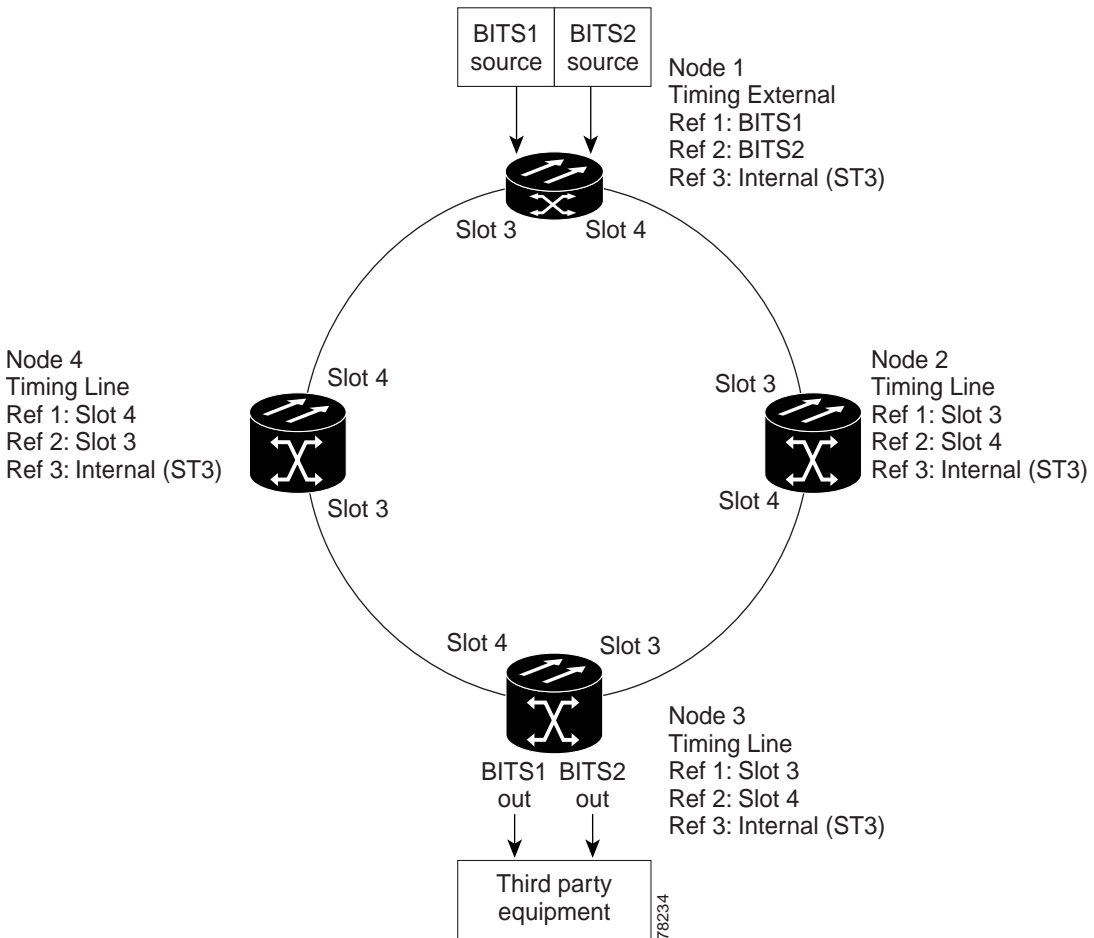 BITS1
source
BITS2
source
Node 1
Timing External
Ref 1: BITS1
Ref 2: BITS2
Ref 3: Internal (ST3)
Slot 3
Slot 4
Node 4
Timing Line
Ref 1: Slot 4
Ref 2: Slot 3
Ref 3: Internal (ST3)
Slot 4
Slot 3
Slot 3
Slot 4
Node 2
Timing Line
Ref 1: Slot 3
Ref 2: Slot 4
Ref 3: Internal (ST3)
Slot 4
Slot 3
Node 3
Timing Line
Ref 1: Slot 3
Ref 2: Slot 4
Ref 3: Internal (ST3)
BITS1
out
BITS2
out
Third party
equipment
78234